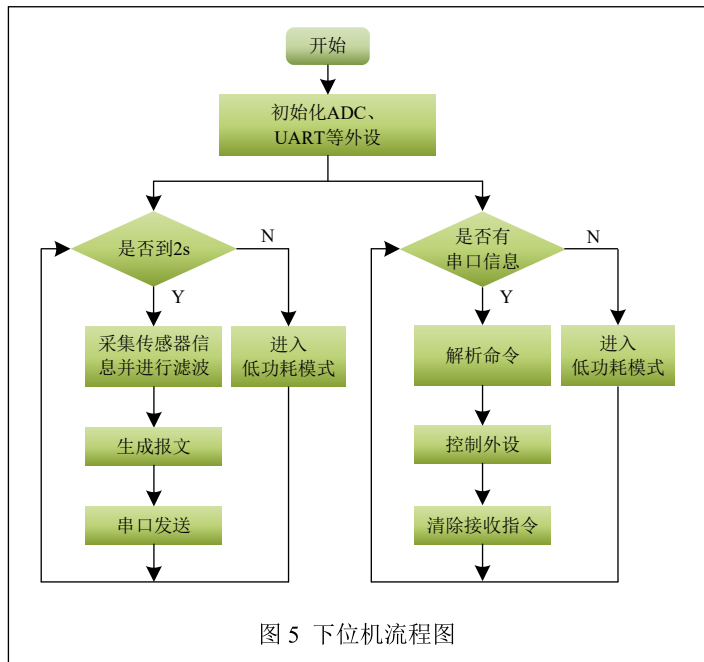 开始
初始化ADC、
UART等外设
是否到2s
N
Y
采集传感器信
息并进行滤波
进入
低功耗模式
生成报文
串口发送
是否有
串口信息
N
Y
解析命令
进入
低功耗模式
控制外设
清除接收指令
图 5 下位机流程图